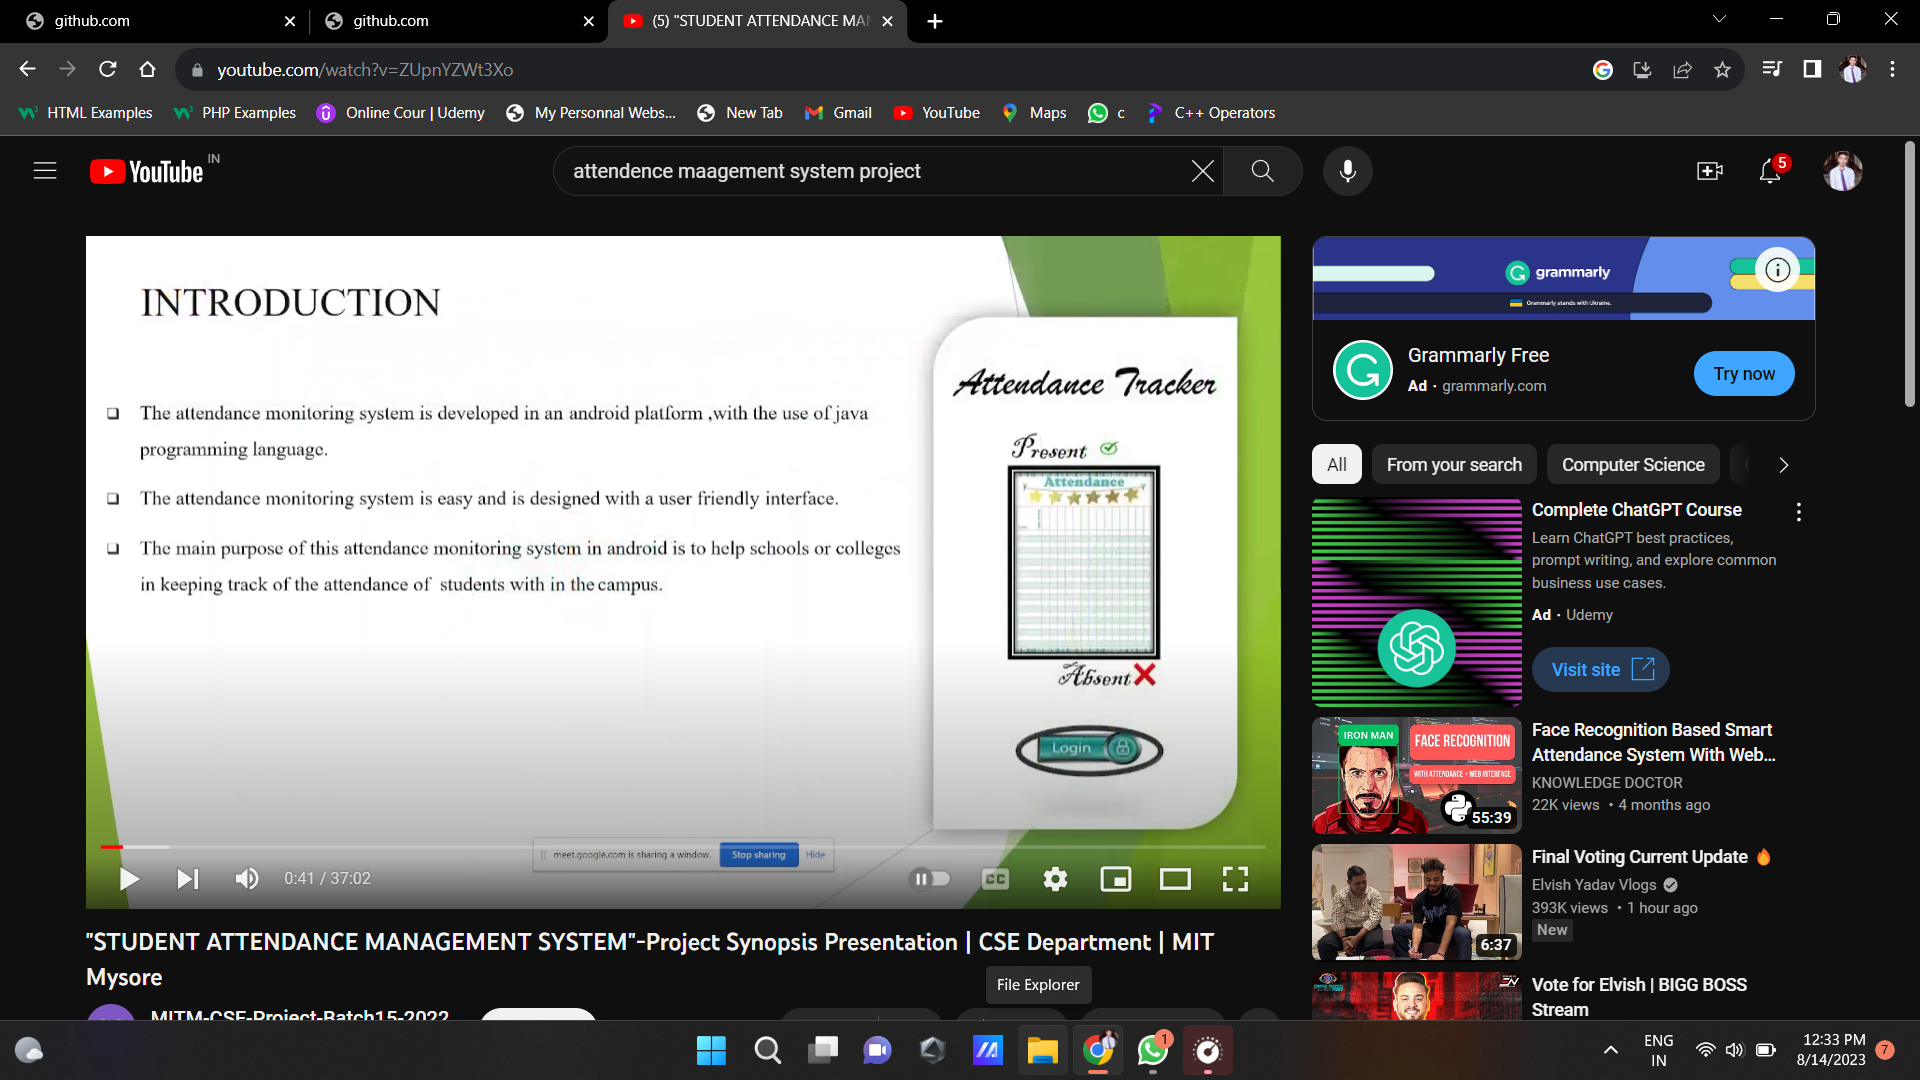 github.com
github.com
(5) "STUDENT ATTENDANCE MAN
youtube.com/watch?v=ZUpnYZWt3Xo
HTML Examples
PHP Examples
Online Cour | Udemy
My Personnal Webs...
New Tab
Gmail
YouTube
Maps
c
C++ Operators
YouTube IN
attendence maagement system project
5
INTRODUCTION
The attendance monitoring system is developed in an android platform ,with the use of java
programming language.
The attendance monitoring system is easy and is designed with a user friendly interface.
The main purpose of this attendance monitoring system in android is to help schools or colleges
in keeping track of the attendance of students with in the campus.
Attendance Tracker
Present
Attendance
Absent
Login
meet.google.com is sharing a window.
Stop sharing
Hide
0:41 / 37:02
CC
"STUDENT ATTENDANCE MANAGEMENT SYSTEM"-Project Synopsis Presentation | CSE Department | MIT
Mysore
File Explorer
MITM-CSE-Project-Batch15-2022
grammarly
Grammarly stands with Ukraine.
Grammarly Free
Ad · grammarly.com
Try now
All
From your search
Computer Science
Complete ChatGPT Course
Learn ChatGPT best practices,
prompt writing, and explore common
business use cases.
Ad · Udemy
Visit site
IRON MAN
FACE RECOGNITION
WITH ATTENDANCE + WEB INTERFACE
55:39
Face Recognition Based Smart
Attendance System With Web...
KNOWLEDGE DOCTOR
22K views • 4 months ago
6:37
Final Voting Current Update
Elvish Yadav Vlogs
393K views • 1 hour ago
New
Vote for Elvish | BIGG BOSS
Stream
1
ENG
IN
12:33 PM
8/14/2023
7